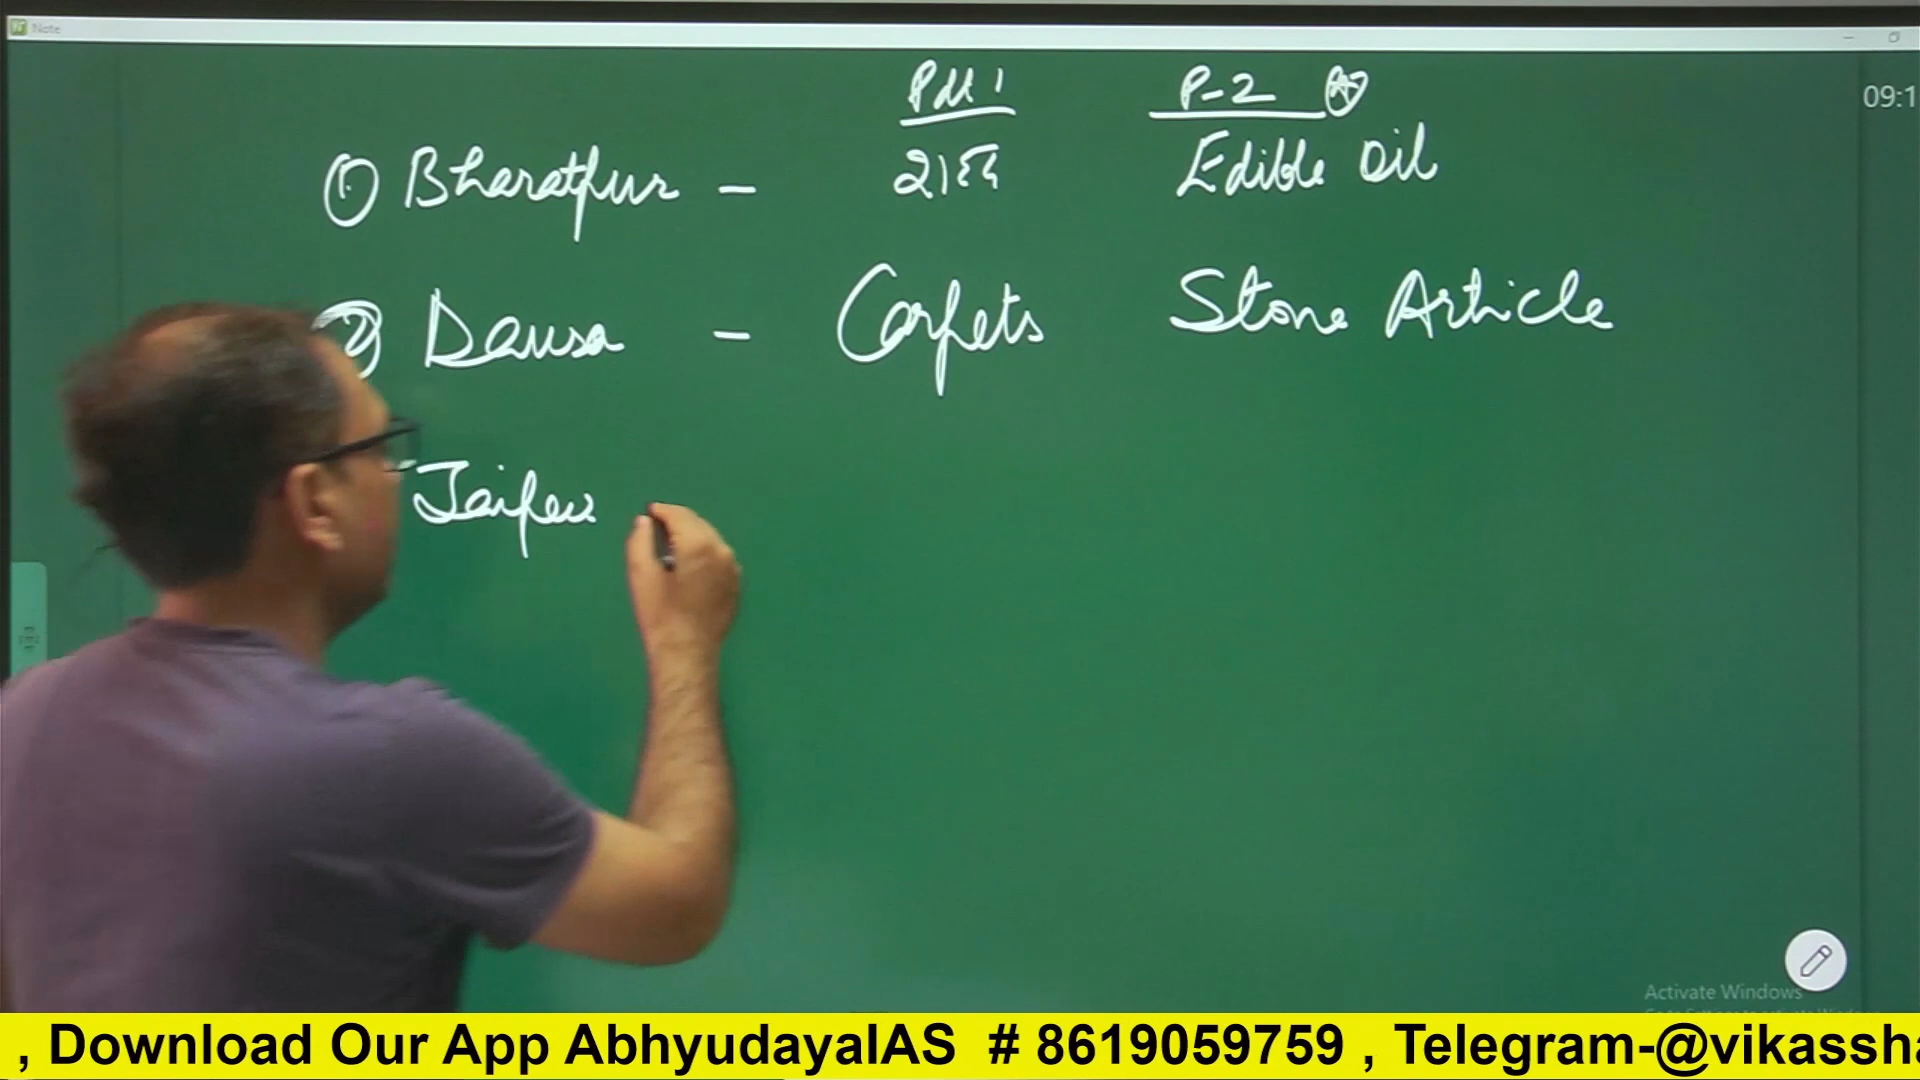 Note
09:1
Pdt 1 P-2
① Bharatpur - शहद Edible Oil
② Dausa - Carpets Stone Article
Jaipur
Activate Windows
, Download Our App AbhyudayaIAS # 8619059759 , Telegram-@vikassha